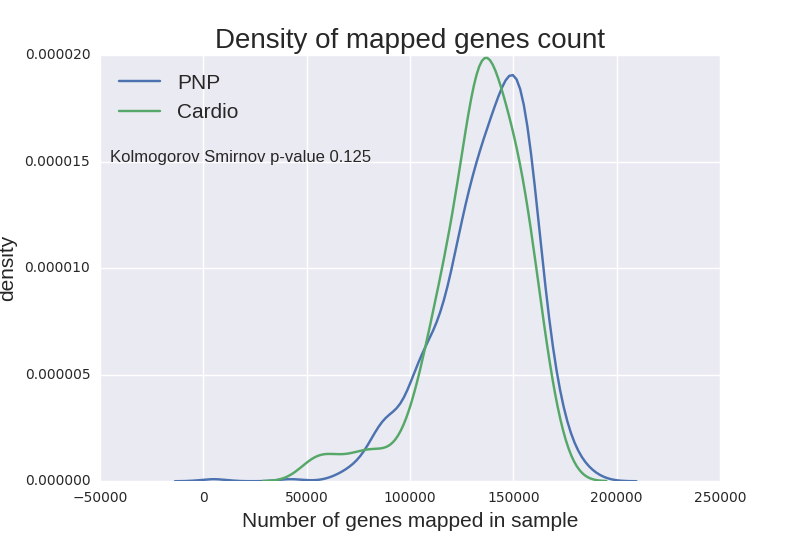 Density of mapped genes count
0.000020
PNP
Cardio
Kolmogorov Smirnov p-value 0.125
0.000015
density
0.000010
0.000005
0.000000
−50000 0 50000 100000 150000 200000 250000
Number of genes mapped in sample